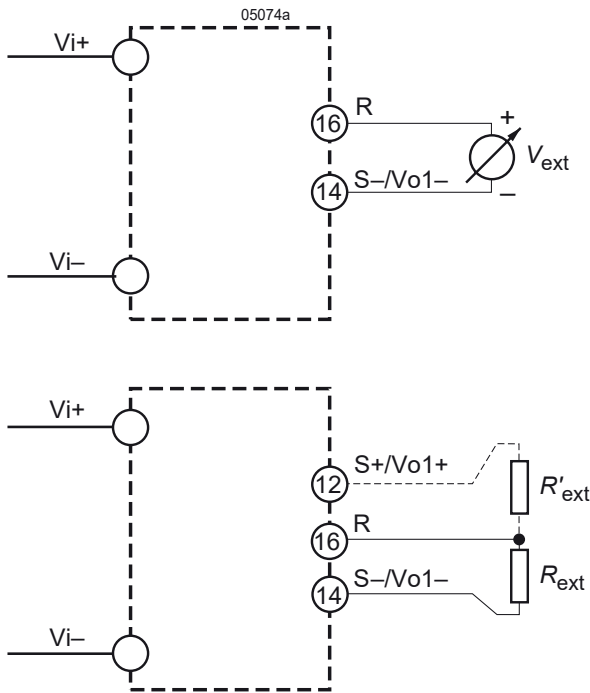 05074a
Vi+
16 R
+
Vext
14 S–/Vo1–
–
Vi–
Vi+
S+/Vo1+
12
R'ext
R
16
S–/Vo1–
14
Rext
Vi–